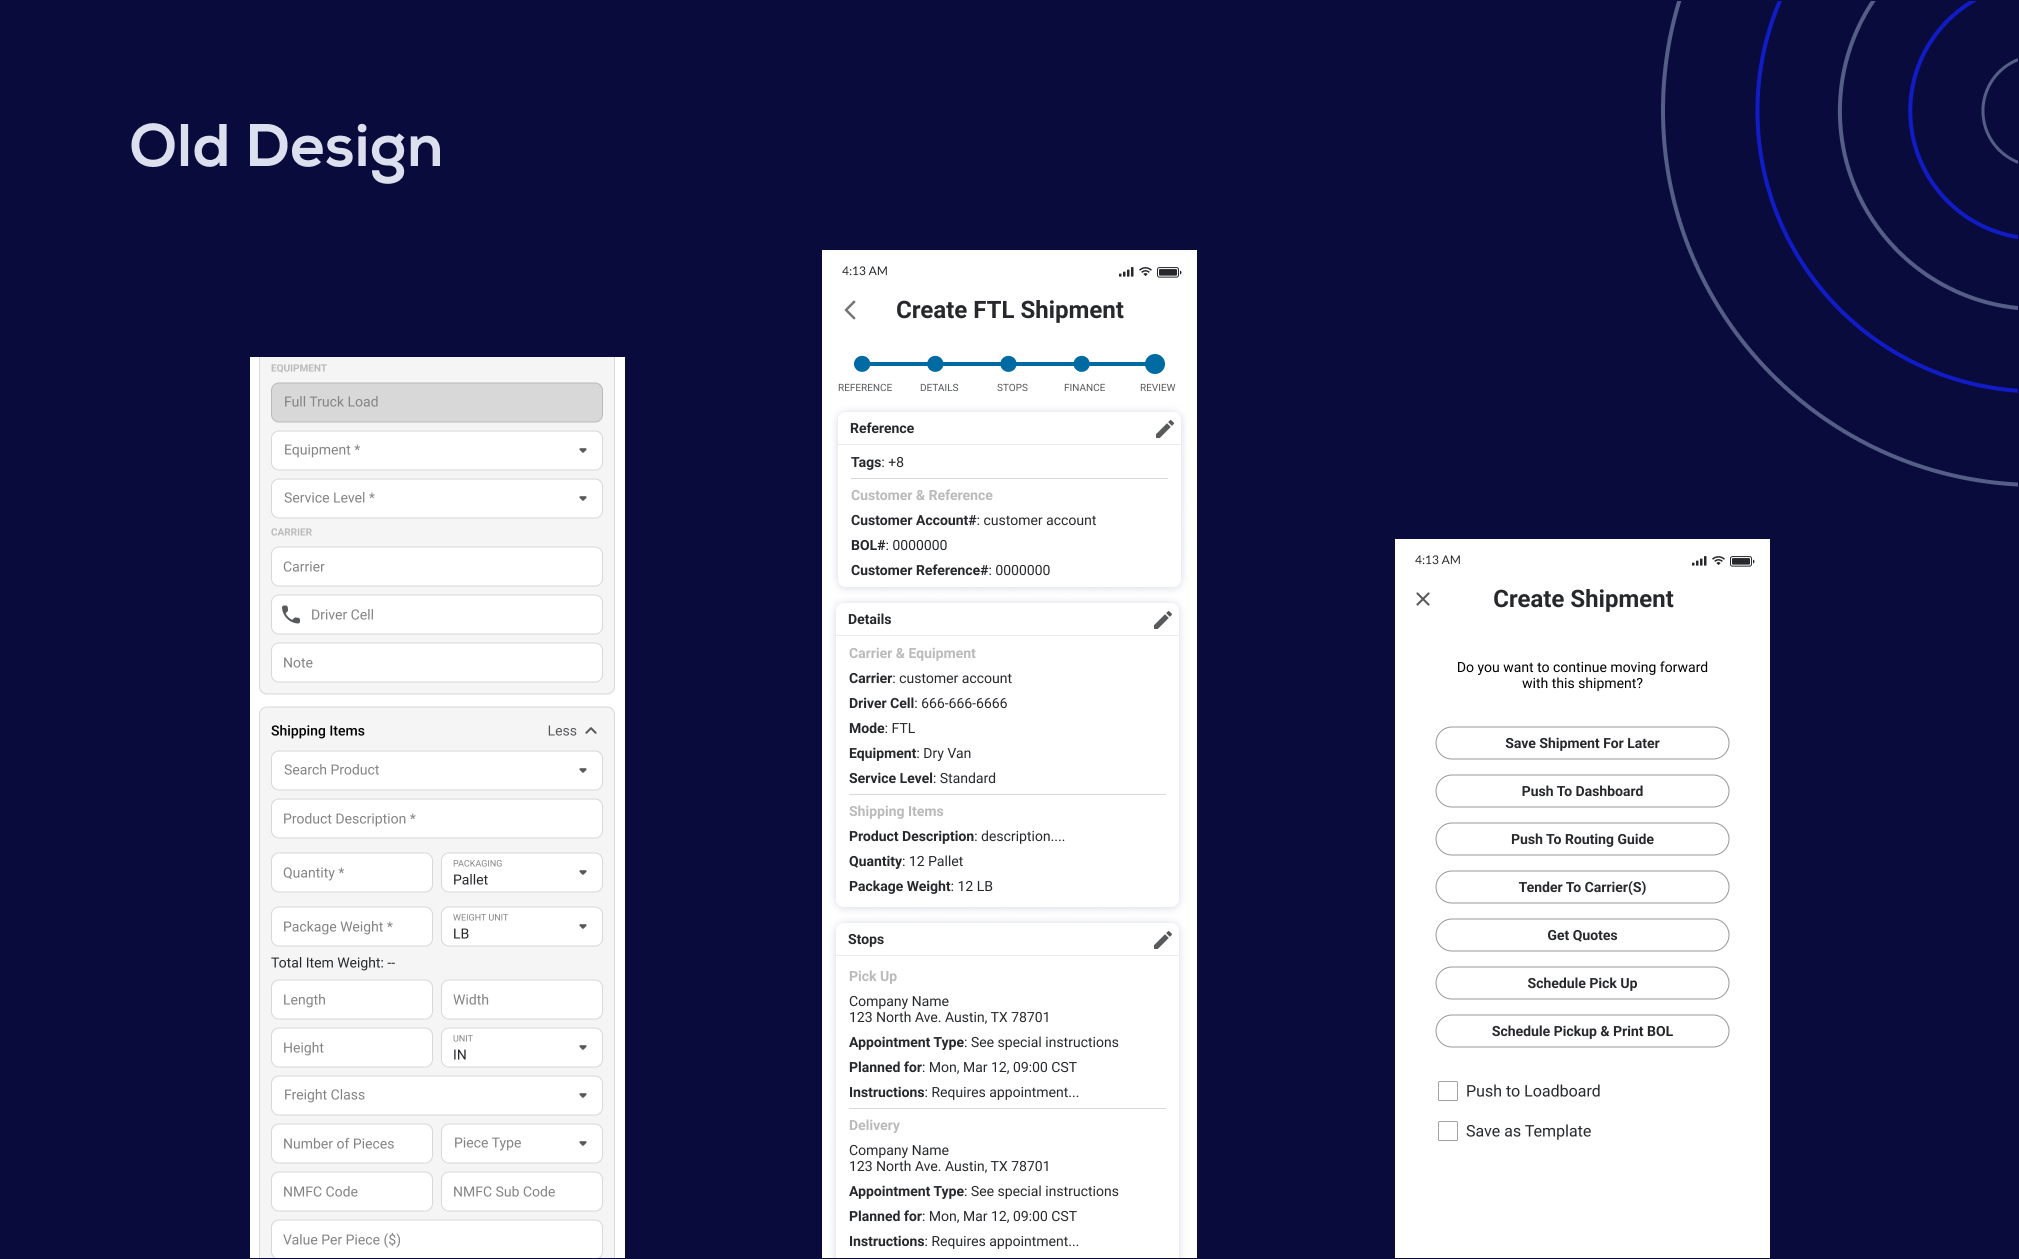 Old Design
EQUIPMENT
Full Truck Load
Equipment *
Service Level *
CARRIER
Carrier
Driver Cell
Note
Shipping Items Less
Search Product
Product Description *
Quantity * PACKAGING Pallet
Package Weight * WEIGHT UNIT LB
Total Item Weight: --
Length Width
Height UNIT IN
Freight Class
Number of Pieces Piece Type
NMFC Code NMFC Sub Code
Value Per Piece ($)
4:13 AM
Create FTL Shipment
REFERENCE DETAILS STOPS FINANCE REVIEW
Reference
Tags: +8
Customer & Reference
Customer Account#: customer account
BOL#: 0000000
Customer Reference#: 0000000
Details
Carrier & Equipment
Carrier: customer account
Driver Cell: 666-666-6666
Mode: FTL
Equipment: Dry Van
Service Level: Standard
Shipping Items
Product Description: description....
Quantity: 12 Pallet
Package Weight: 12 LB
Stops
Pick Up
Company Name
123 North Ave. Austin, TX 78701
Appointment Type: See special instructions
Planned for: Mon, Mar 12, 09:00 CST
Instructions: Requires appointment...
Delivery
Company Name
123 North Ave. Austin, TX 78701
Appointment Type: See special instructions
Planned for: Mon, Mar 12, 09:00 CST
Instructions: Requires appointment...
4:13 AM
Create Shipment
Do you want to continue moving forward
with this shipment?
Save Shipment For Later
Push To Dashboard
Push To Routing Guide
Tender To Carrier(S)
Get Quotes
Schedule Pick Up
Schedule Pickup & Print BOL
Push to Loadboard
Save as Template